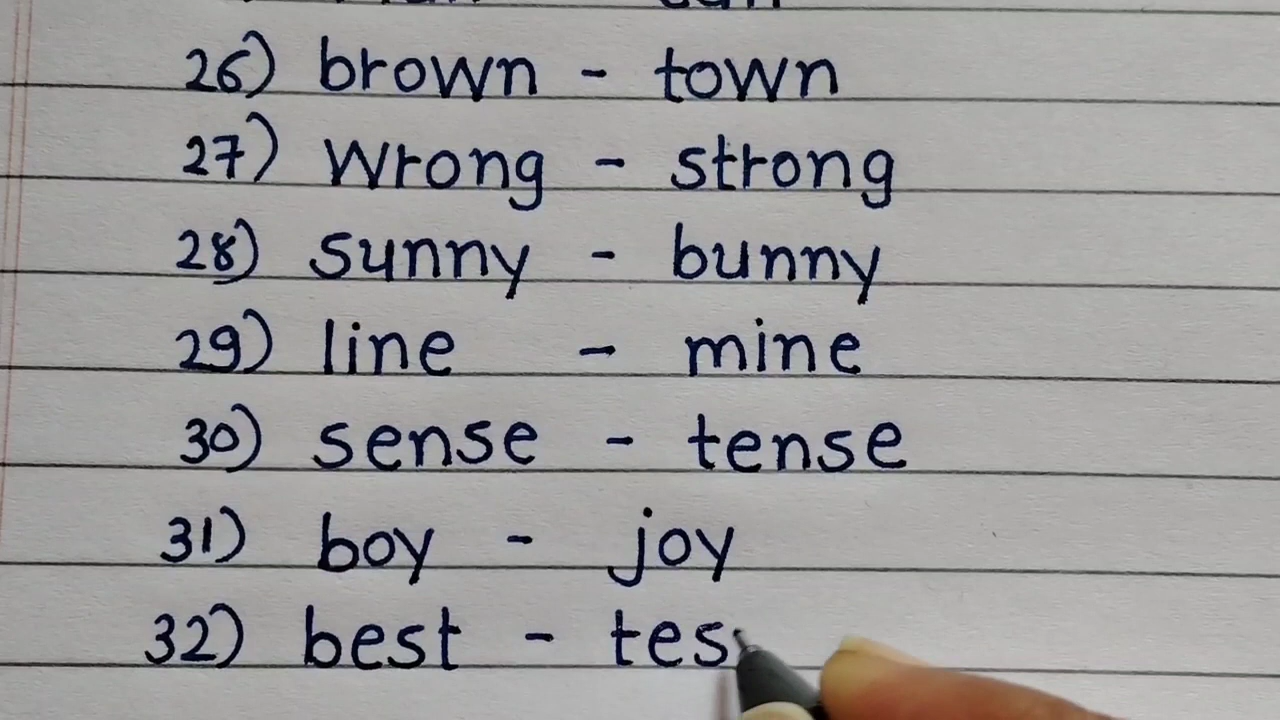 26) brown - town
27) Wrong - strong
28) sunny - bunny
29) line - mine
30) sense - tense
31) boy - joy
32) best - tes